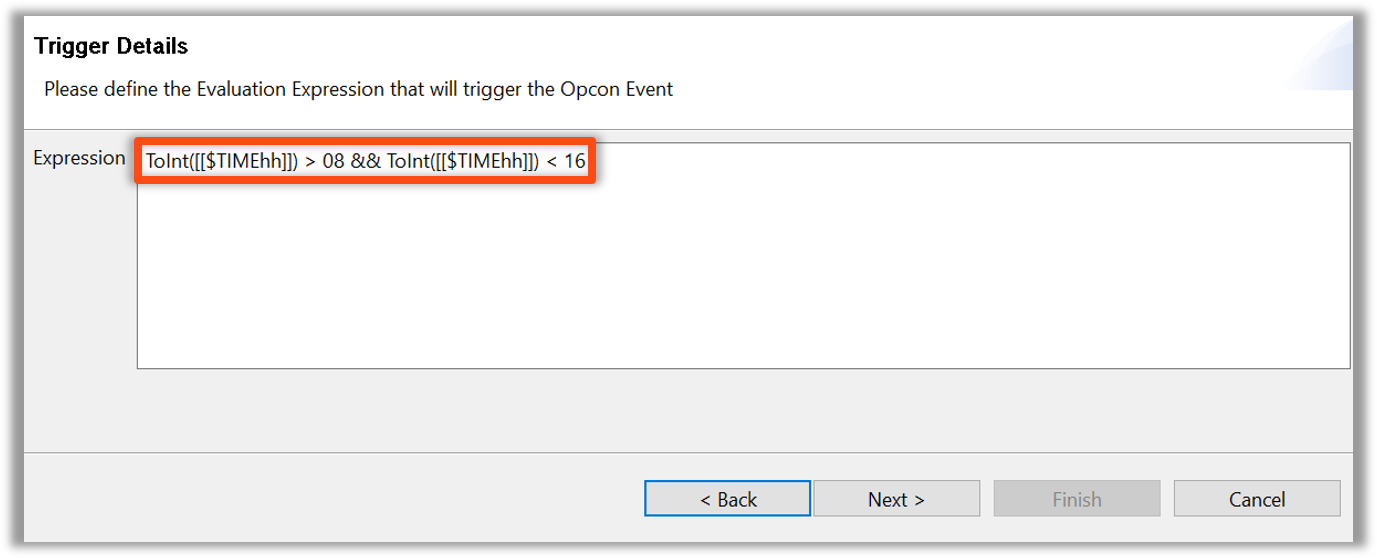 Trigger Details
Please define the Evaluation Expression that will trigger the Opcon Event
Expression ToInt([[$TIMEhh]]) > 08 && ToInt([[$TIMEhh]]) < 16
< Back Next > Finish Cancel